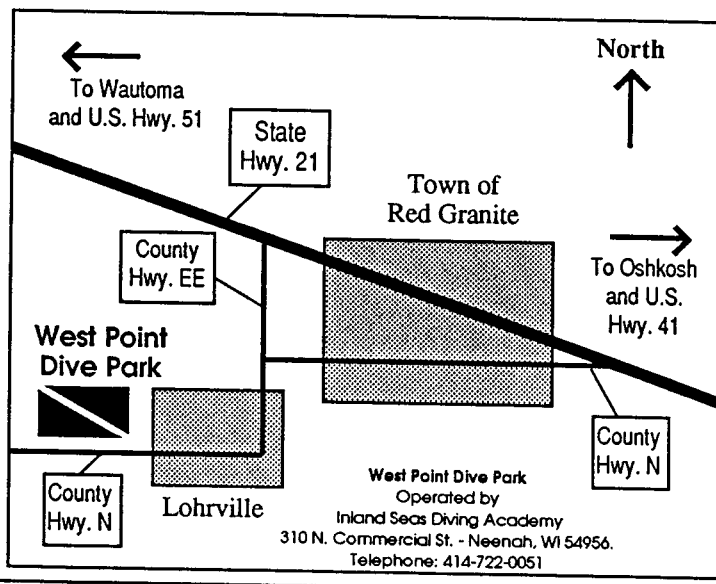 North
To Wautoma
and U.S. Hwy. 51
State
Hwy. 21
Town of
Red Granite
County
Hwy. EE
To Oshkosh
and U.S.
Hwy. 41
West Point
Dive Park
County
Hwy. N
County
Hwy. N
Lohrville
West Point Dive Park
Operated by
Inland Seas Diving Academy
310 N. Commercial St. - Neenah, WI 54956.
Telephone: 414-722-0051